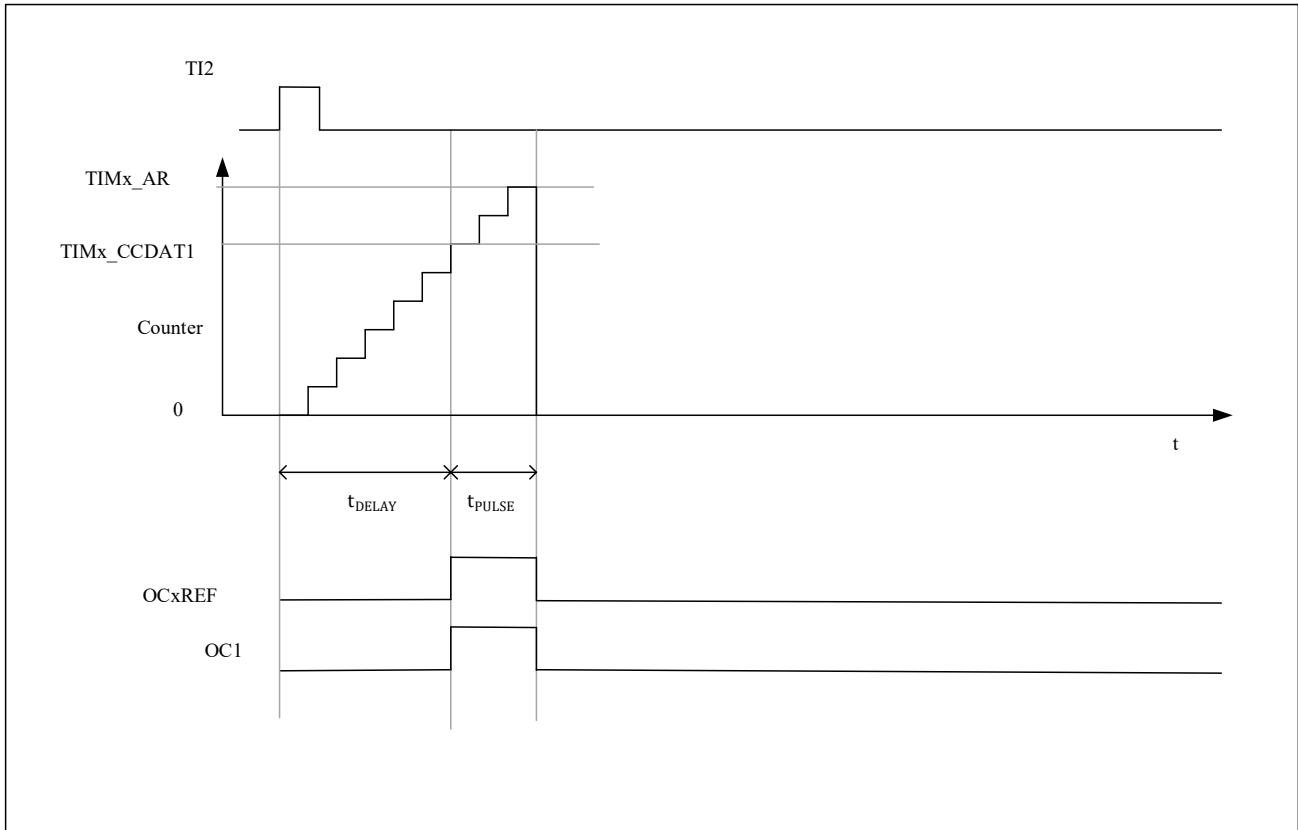 TI2
TIMx_AR
TIMx_CCDAT1
Counter
0
t
tDELAY
tPULSE
OCxREF
OC1